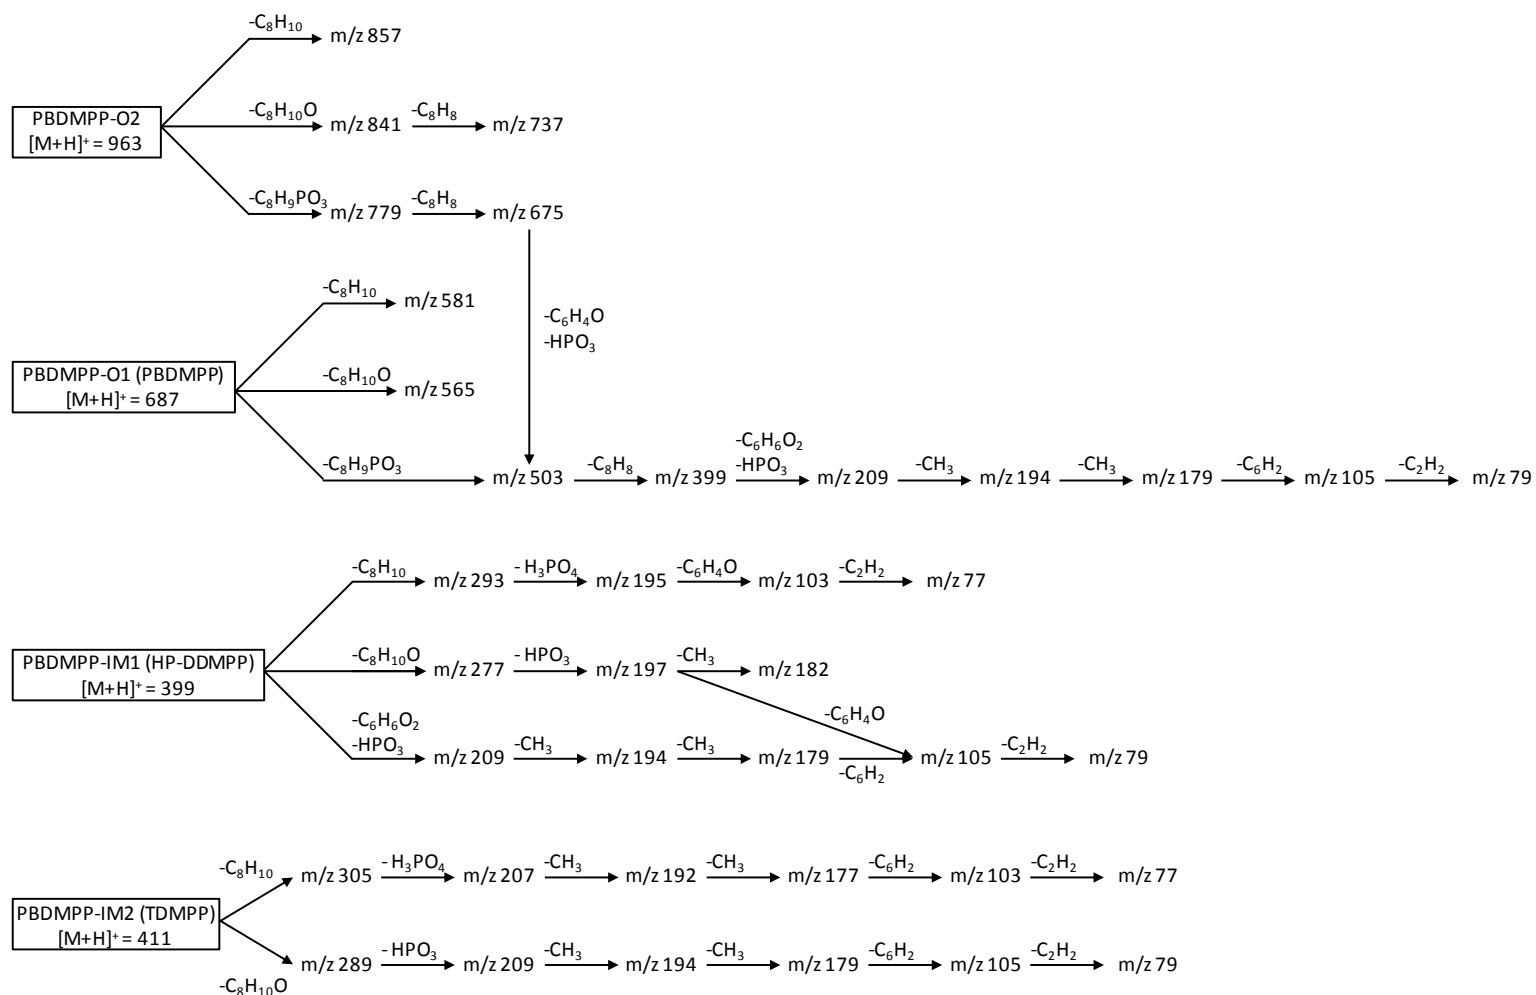 -C₈H₁₀
m/z 857
PBDMPP-O2
[M+H]⁺ = 963
-C₈H₁₀O
m/z 841
-C₈H₈
m/z 737
-C₈H₉PO₃
m/z 779
-C₈H₈
m/z 675
-C₆H₄O
-HPO₃
-C₈H₁₀
m/z 581
PBDMPP-O1 (PBDMPP)
[M+H]⁺ = 687
-C₈H₁₀O
m/z 565
-C₈H₉PO₃
m/z 503
-C₈H₈
m/z 399
-C₆H₆O₂
-HPO₃
m/z 209
-CH₃
m/z 194
-CH₃
m/z 179
-C₆H₂
m/z 105
-C₂H₂
m/z 79
-C₈H₁₀
m/z 293
- H₃PO₄
m/z 195
-C₆H₄O
m/z 103
-C₂H₂
m/z 77
PBDMPP-IM1 (HP-DDMPP)
[M+H]⁺ = 399
-C₈H₁₀O
m/z 277
- HPO₃
m/z 197
-CH₃
m/z 182
-C₆H₄O
-C₆H₆O₂
-HPO₃
m/z 209
-CH₃
m/z 194
-CH₃
m/z 179
-C₆H₂
m/z 105
-C₂H₂
m/z 79
-C₈H₁₀
m/z 305
- H₃PO₄
m/z 207
-CH₃
m/z 192
-CH₃
m/z 177
-C₆H₂
m/z 103
-C₂H₂
m/z 77
PBDMPP-IM2 (TDMPP)
[M+H]⁺ = 411
-C₈H₁₀O
m/z 289
- HPO₃
m/z 209
-CH₃
m/z 194
-CH₃
m/z 179
-C₆H₂
m/z 105
-C₂H₂
m/z 79